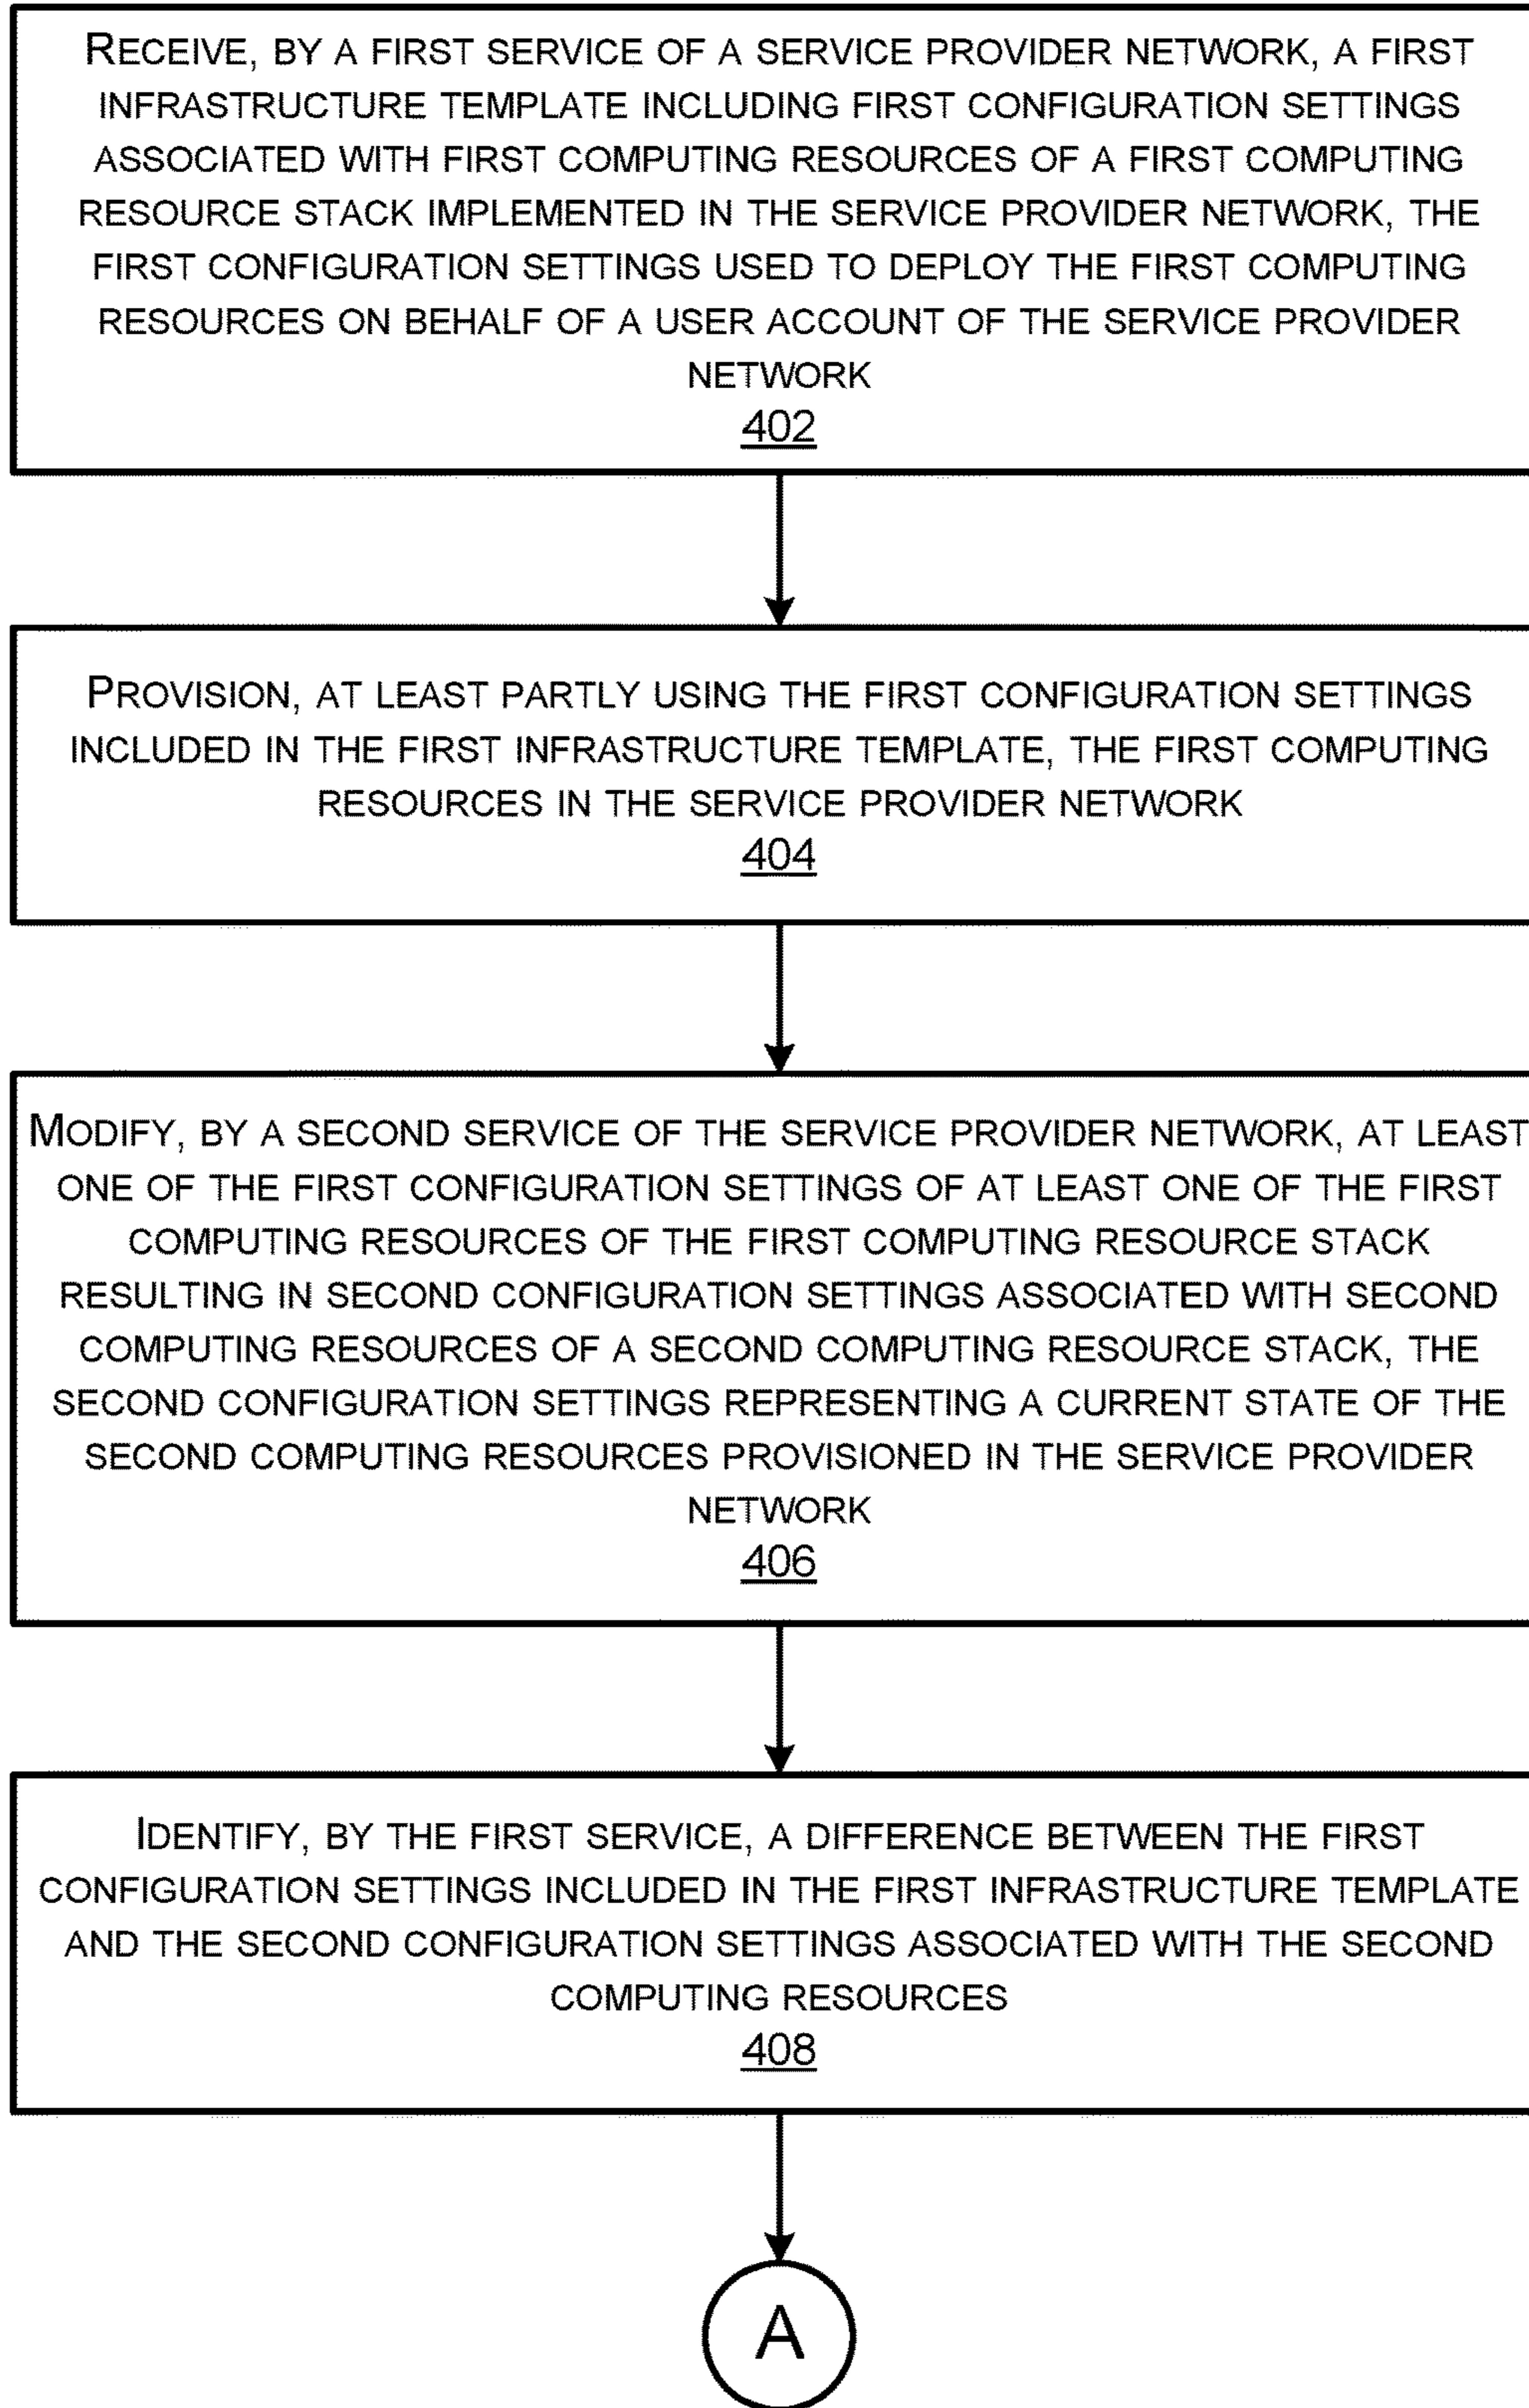 RECEIVE, BY A FIRST SERVICE OF A SERVICE PROVIDER NETWORK, A FIRST
INFRASTRUCTURE TEMPLATE INCLUDING FIRST CONFIGURATION SETTINGS
ASSOCIATED WITH FIRST COMPUTING RESOURCES OF A FIRST COMPUTING
RESOURCE STACK IMPLEMENTED IN THE SERVICE PROVIDER NETWORK, THE
FIRST CONFIGURATION SETTINGS USED TO DEPLOY THE FIRST COMPUTING
RESOURCES ON BEHALF OF A USER ACCOUNT OF THE SERVICE PROVIDER
NETWORK
402
PROVISION, AT LEAST PARTLY USING THE FIRST CONFIGURATION SETTINGS
INCLUDED IN THE FIRST INFRASTRUCTURE TEMPLATE, THE FIRST COMPUTING
RESOURCES IN THE SERVICE PROVIDER NETWORK
404
MODIFY, BY A SECOND SERVICE OF THE SERVICE PROVIDER NETWORK, AT LEAST
ONE OF THE FIRST CONFIGURATION SETTINGS OF AT LEAST ONE OF THE FIRST
COMPUTING RESOURCES OF THE FIRST COMPUTING RESOURCE STACK
RESULTING IN SECOND CONFIGURATION SETTINGS ASSOCIATED WITH SECOND
COMPUTING RESOURCES OF A SECOND COMPUTING RESOURCE STACK, THE
SECOND CONFIGURATION SETTINGS REPRESENTING A CURRENT STATE OF THE
SECOND COMPUTING RESOURCES PROVISIONED IN THE SERVICE PROVIDER
NETWORK
406
IDENTIFY, BY THE FIRST SERVICE, A DIFFERENCE BETWEEN THE FIRST
CONFIGURATION SETTINGS INCLUDED IN THE FIRST INFRASTRUCTURE TEMPLATE
AND THE SECOND CONFIGURATION SETTINGS ASSOCIATED WITH THE SECOND
COMPUTING RESOURCES
408
A